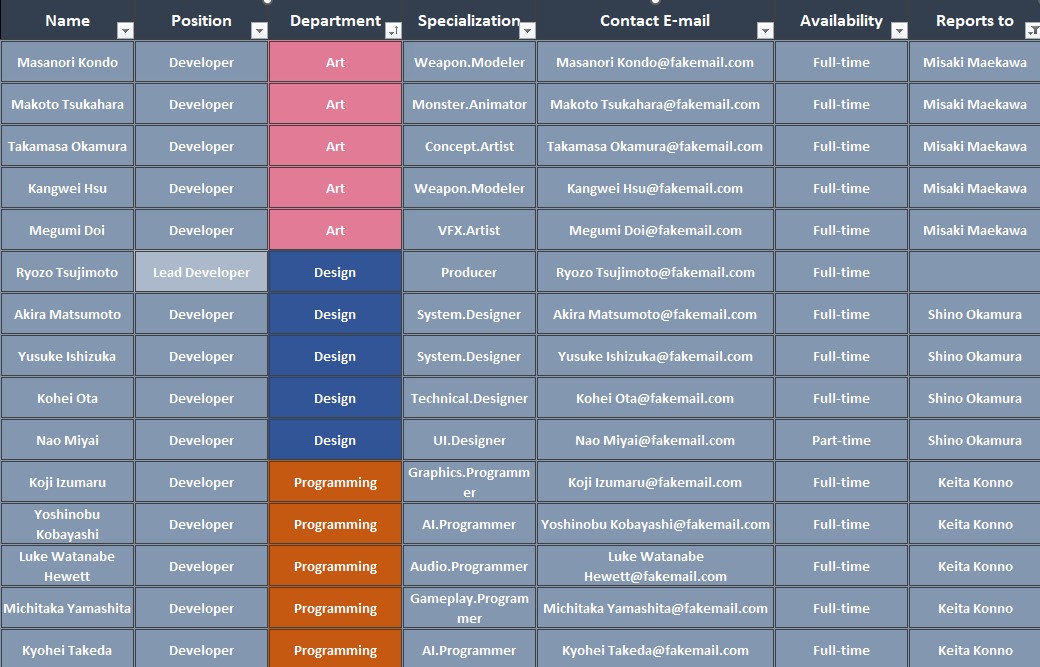 Name Position Department Specialization Contact E-mail Availability Reports to
Masanori Kondo Developer Art Weapon.Modeler Masanori Kondo@fakemail.com Full-time Misaki Maekawa
Makoto Tsukahara Developer Art Monster.Animator Makoto Tsukahara@fakemail.com Full-time Misaki Maekawa
Takamasa Okamura Developer Art Concept.Artist Takamasa Okamura@fakemail.com Full-time Misaki Maekawa
Kangwei Hsu Developer Art Weapon.Modeler Kangwei Hsu@fakemail.com Full-time Misaki Maekawa
Megumi Doi Developer Art VFX.Artist Megumi Doi@fakemail.com Full-time Misaki Maekawa
Ryozo Tsujimoto Lead Developer Design Producer Ryozo Tsujimoto@fakemail.com Full-time
Akira Matsumoto Developer Design System.Designer Akira Matsumoto@fakemail.com Full-time Shino Okamura
Yusuke Ishizuka Developer Design System.Designer Yusuke Ishizuka@fakemail.com Full-time Shino Okamura
Kohei Ota Developer Design Technical.Designer Kohei Ota@fakemail.com Full-time Shino Okamura
Nao Miyai Developer Design UI.Designer Nao Miyai@fakemail.com Part-time Shino Okamura
Koji Izumaru Developer Programming Graphics.Programm
er Koji Izumaru@fakemail.com Full-time Keita Konno
Yoshinobu
Kobayashi Developer Programming AI.Programmer Yoshinobu Kobayashi@fakemail.com Full-time Keita Konno
Luke Watanabe
Hewett Developer Programming Audio.Programmer Luke Watanabe
Hewett@fakemail.com Full-time Keita Konno
Michitaka Yamashita Developer Programming Gameplay.Program
mer Michitaka Yamashita@fakemail.com Full-time Keita Konno
Kyohei Takeda Developer Programming AI.Programmer Kyohei Takeda@fakemail.com Full-time Keita Konno